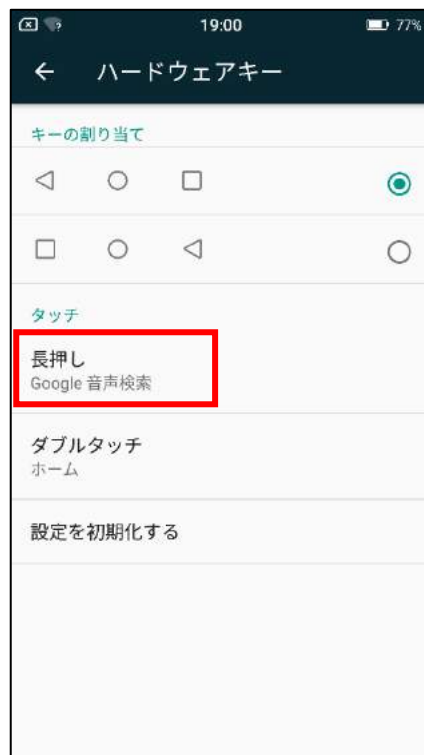 19:00
77%
ハードウェアキー
キーの割り当て
タッチ
長押し
Google 音声検索
ダブルタッチ
ホーム
設定を初期化する